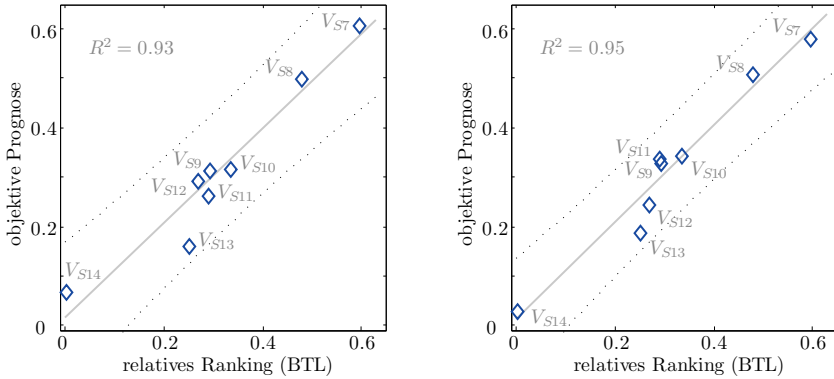 0.6
0.4
0.2
0
objektive Prognose
R² = 0.93
V_S7
V_S8
V_S9
V_S10
V_S12
V_S11
V_S13
V_S14
0 0.2 0.4 0.6
relatives Ranking (BTL)
0.6
0.4
0.2
0
objektive Prognose
R² = 0.95
V_S7
V_S8
V_S11
V_S9
V_S10
V_S12
V_S13
V_S14
0 0.2 0.4 0.6
relatives Ranking (BTL)